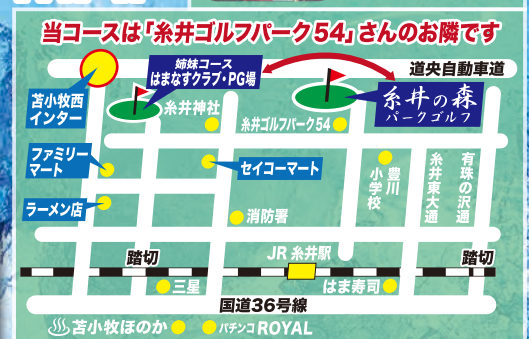 当コースは「糸井ゴルフパーク54」さんのお隣です
姉妹コース
はまなすクラブ・PG場
道央自動車道
苫小牧西
インター
糸井神社
糸井ゴルフパーク54
糸井の森
パークゴルフ
ファミリー
マート
セイコーマート
豊川
小学校
糸井東大通
有珠の沢通
ラーメン店
消防署
踏切
JR 糸井駅
踏切
三星
はま寿司
国道36号線
苫小牧ほのか
パチンコ ROYAL